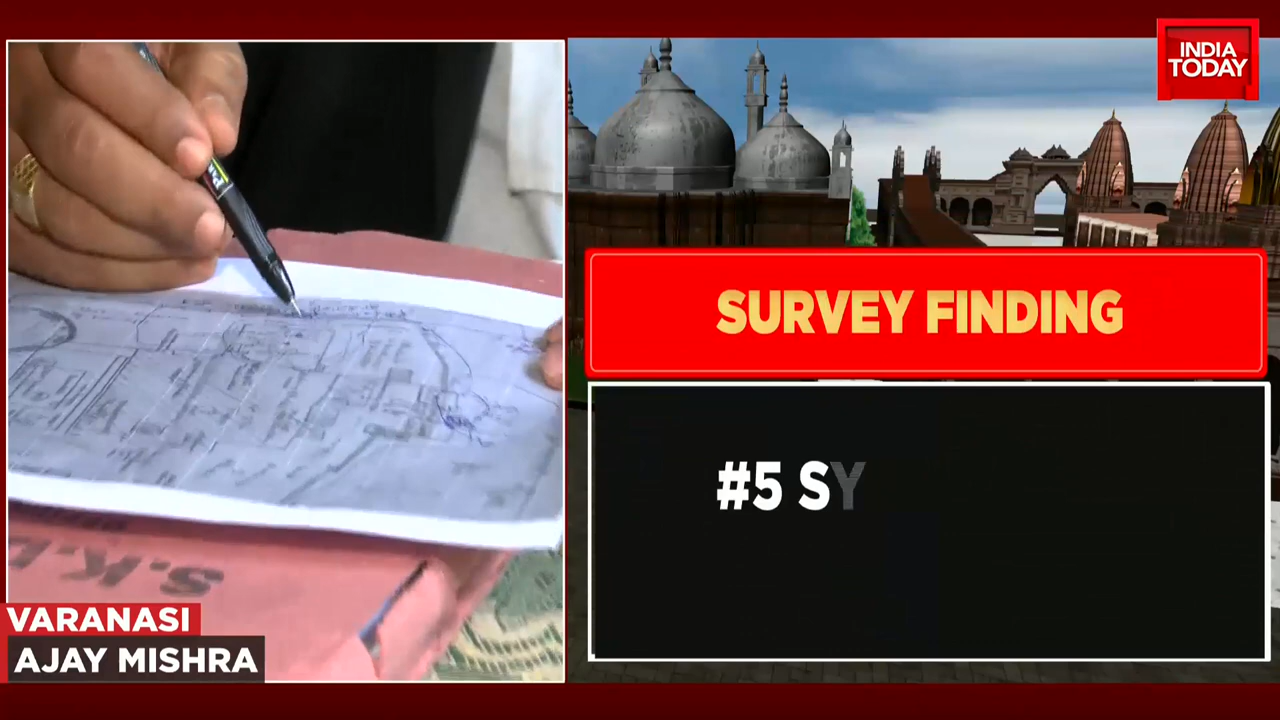 INDIA
TODAY
SURVEY FINDING
#5 SY
S.K.
VARANASI
AJAY MISHRA